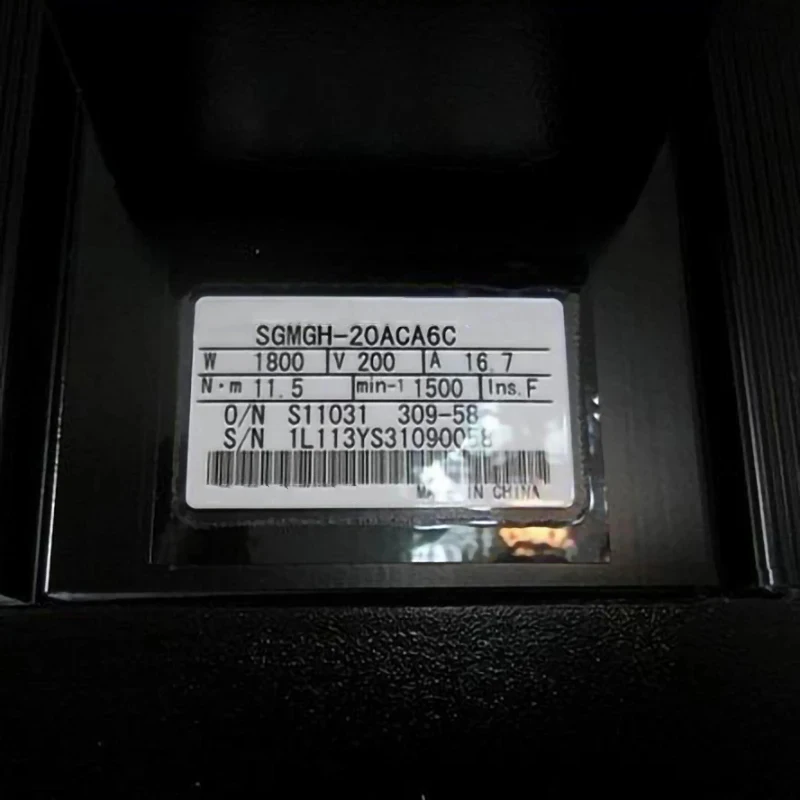 SGMGH-20ACA6C
W 1800 V 200 A 16.7
N·m 11.5 min-1 1500 Ins. F
O/N S11031 309-58
S/N 1L113YS31090058
MADE IN CHINA